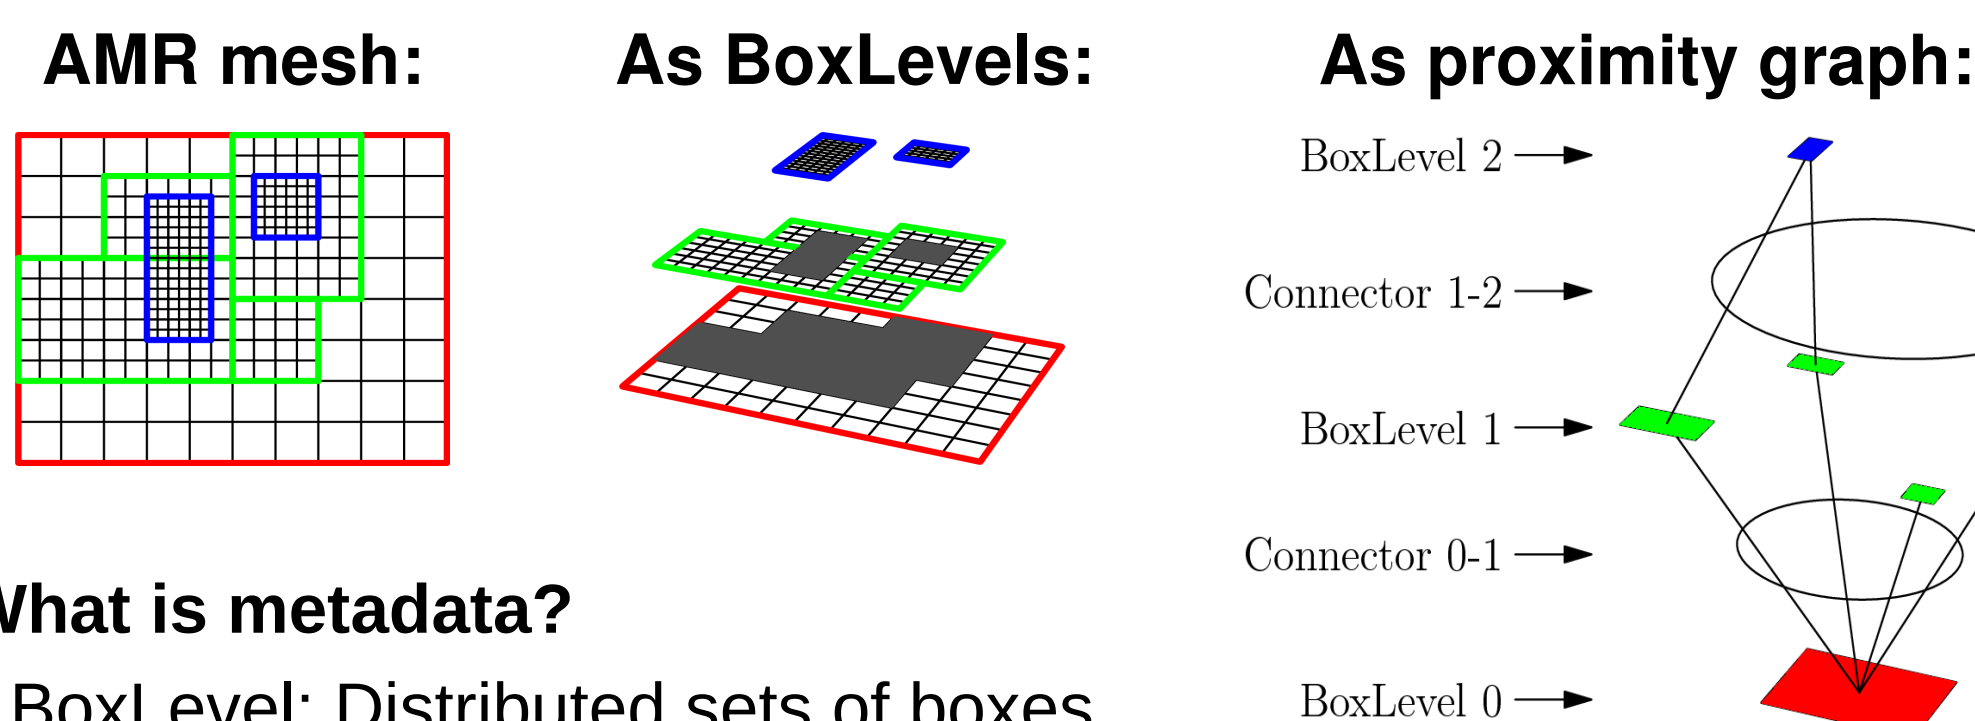 AMR mesh:
As BoxLevels:
As proximity graph:
BoxLevel 2
Connector 1-2
BoxLevel 1
Connector 0-1
BoxLevel 0
What is metadata?
BoxLevel: Distributed sets of boxes